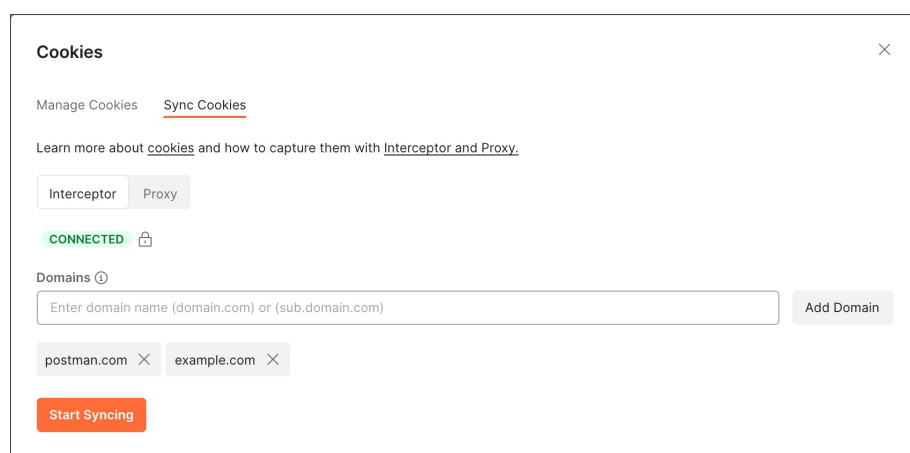 Cookies
Manage Cookies Sync Cookies
Learn more about cookies and how to capture them with Interceptor and Proxy.
Interceptor Proxy
CONNECTED
Domains
Enter domain name (domain.com) or (sub.domain.com) Add Domain
postman.com example.com
Start Syncing